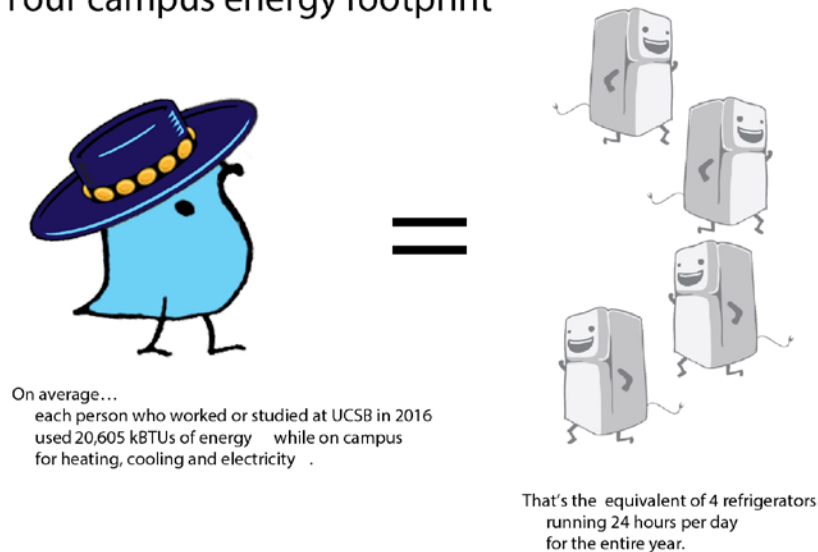 Your campus energy footprint
On average...
each person who worked or studied at UCSB in 2016
used 20,605 kBTUs of energy while on campus
for heating, cooling and electricity .
That's the equivalent of 4 refrigerators
running 24 hours per day
for the entire year.